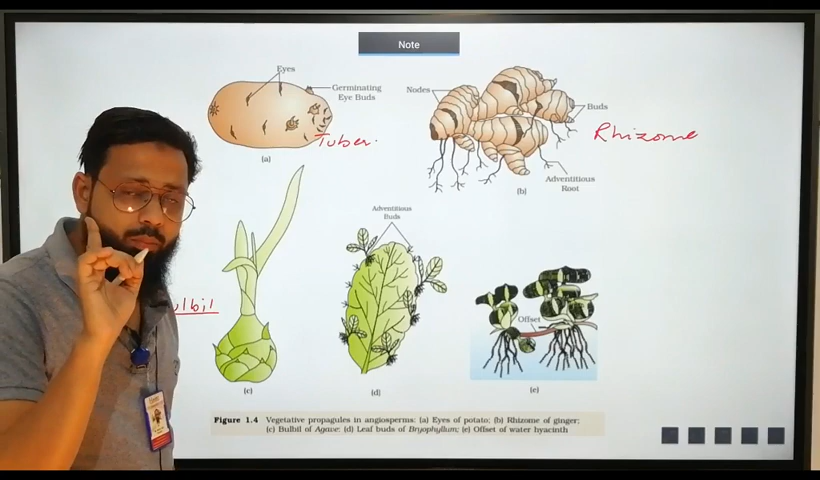 Note
Eyes
Germinating
Eye Buds
Tuber.
(a)
Nodes
Buds
Rhizome
Adventitious
Root
(b)
Adventitious
Buds
ulbil
(c)
(d)
Offset
(e)
Figure 1.4 Vegetative propagules in angiosperms: (a) Eyes of potato; (b) Rhizome of ginger;
(c) Bulbil of Agave; (d) Leaf buds of Bryophyllum; (e) Offset of water hyacinth